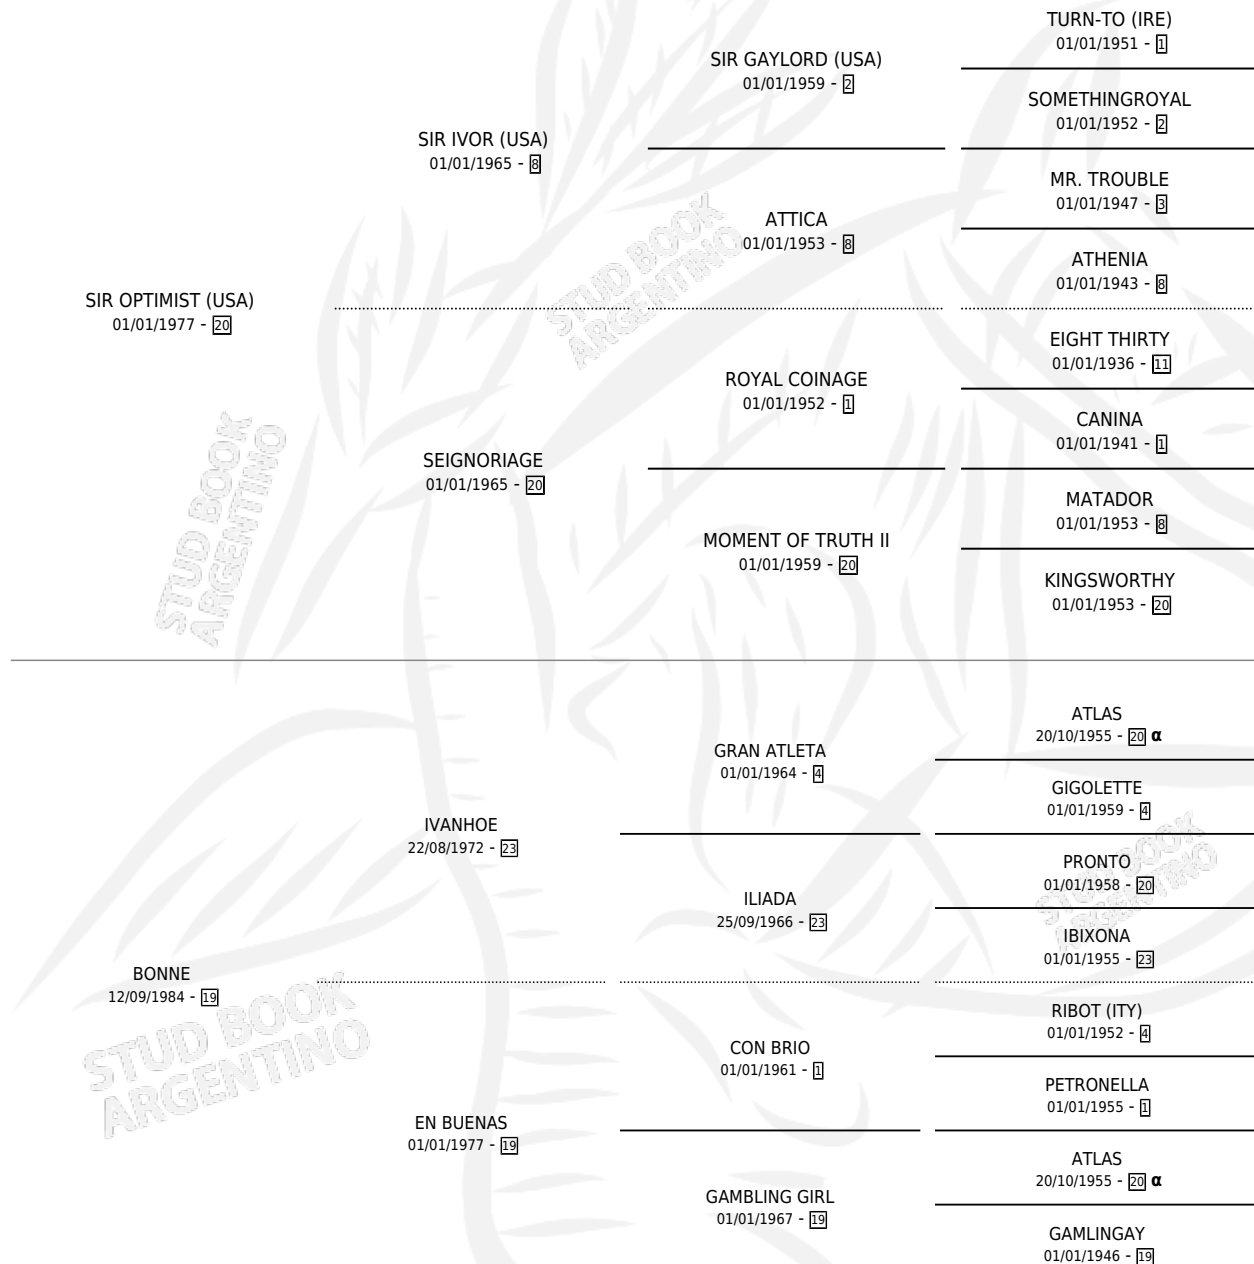 TURN-TO (IRE)
01/01/1951 - 1
SIR GAYLORD (USA)
01/01/1959 - 2
SOMETHINGROYAL
01/01/1952 - 2
SIR IVOR (USA)
01/01/1965 - 8
MR. TROUBLE
01/01/1947 - 3
ATTICA
01/01/1953 - 8
ATHENIA
01/01/1943 - 8
SIR OPTIMIST (USA)
01/01/1977 - 20
EIGHT THIRTY
01/01/1936 - 11
ROYAL COINAGE
01/01/1952 - 1
CANINA
01/01/1941 - 1
SEIGNORIAGE
01/01/1965 - 20
MATADOR
01/01/1953 - 8
MOMENT OF TRUTH II
01/01/1959 - 20
KINGSWORTHY
01/01/1953 - 20
ATLAS
20/10/1955 - 20 α
GRAN ATLETA
01/01/1964 - 4
GIGOLETTE
01/01/1959 - 4
IVANHOE
22/08/1972 - 23
PRONTO
01/01/1958 - 20
ILIADA
25/09/1966 - 23
IBIXONA
01/01/1955 - 23
BONNE
12/09/1984 - 19
RIBOT (ITY)
01/01/1952 - 4
CON BRIO
01/01/1961 - 1
PETRONELLA
01/01/1955 - 1
EN BUENAS
01/01/1977 - 19
ATLAS
20/10/1955 - 20 α
GAMBLING GIRL
01/01/1967 - 19
GAMLINGAY
01/01/1946 - 19
STUD BOOK
ARGENTINO
STUD BOOK
ARGENTINO
STUD BOOK
ARGENTINO
STUD BOOK
ARGENTINO